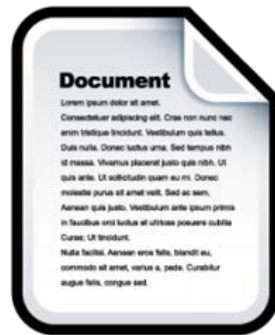 Document
Lorem ipsum dolor sit amet.
Consectetuer adipiscing elit. Cras non nunc nec
enim tristique tincidunt. Vestibulum quis tellus.
Duis nulla. Donec luctus urna. Sed tempus nibh
id massa. Vivamus placerat justo quis nibh. Ut
quis ante. Ut sollicitudin quam eu mi. Donec
molestie purus sit amet velit. Sed ac sem.
Aenean quis justo. Vestibulum ante ipsum primis
in faucibus orci luctus et ultrices posuere cubilia
Curae; Ut tincidunt.
Nulla facilisi. Aenean eros felis, blandit eu,
commodo sit amet, varius a, pede. Curabitur
augue felis, congue sed.